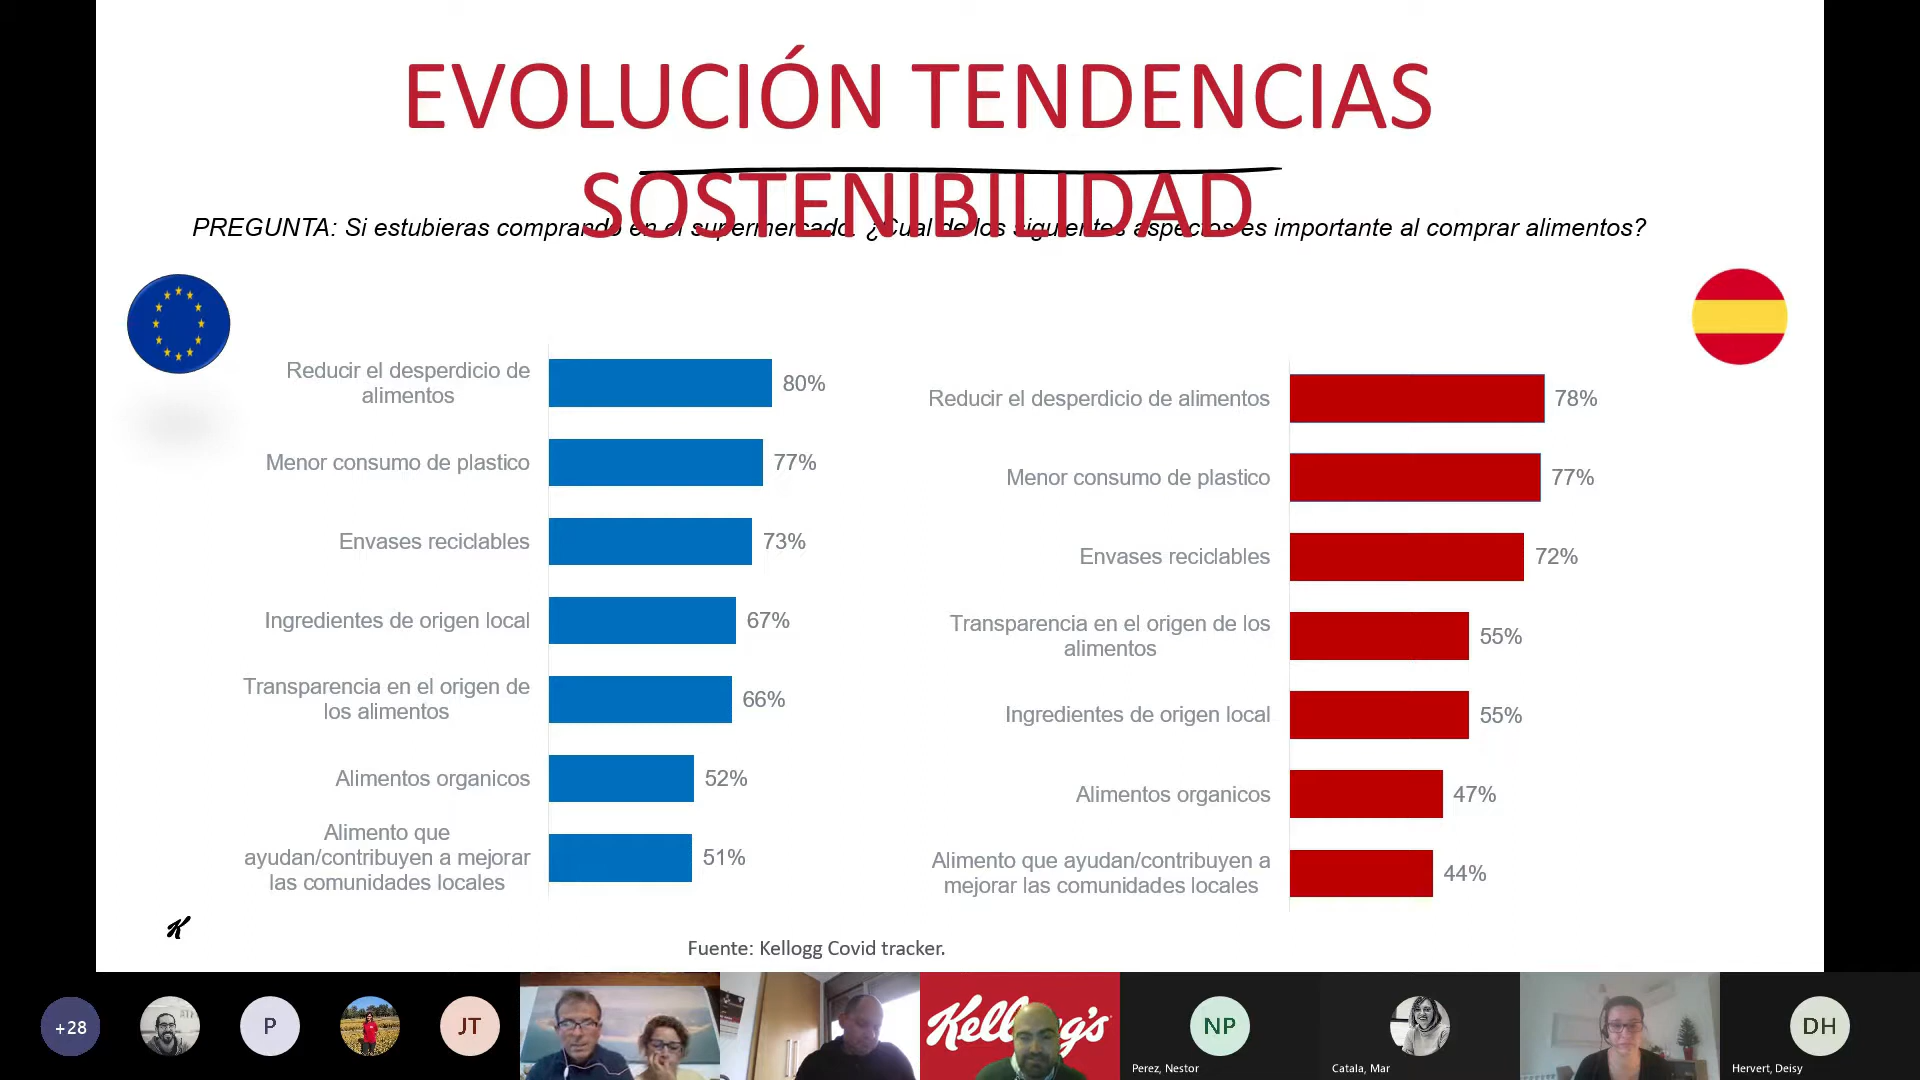 EVOLUCIÓN TENDENCIAS
SOSTENIBILIDAD
PREGUNTA: Si estubieras comprando en el supermercado. ¿Cual de los siguientes aspectos es importante al comprar alimentos?
Reducir el desperdicio de
alimentos
80%
Menor consumo de plastico
77%
Envases reciclables
73%
Ingredientes de origen local
67%
Transparencia en el origen de
los alimentos
66%
Alimentos organicos
52%
Alimento que
ayudan/contribuyen a mejorar
las comunidades locales
51%
Reducir el desperdicio de alimentos
78%
Menor consumo de plastico
77%
Envases reciclables
72%
Transparencia en el origen de los
alimentos
55%
Ingredientes de origen local
55%
Alimentos organicos
47%
Alimento que ayudan/contribuyen a
mejorar las comunidades locales
44%
K
Fuente: Kellogg Covid tracker.
+28
P
JT
Kellogg's
NP
Perez, Nestor
Catala, Mar
DH
Hervert, Deisy